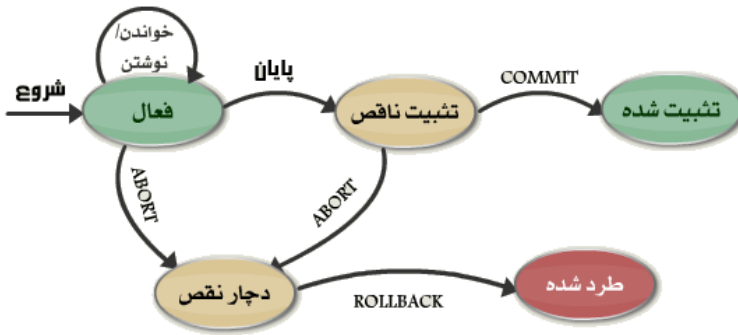 خواندن/
نوشتن
شروع
فعال
پایان
تثبیت ناقص
COMMIT
تثبیت شده
ABORT
ABORT
دچار نقص
ROLLBACK
طرد شده